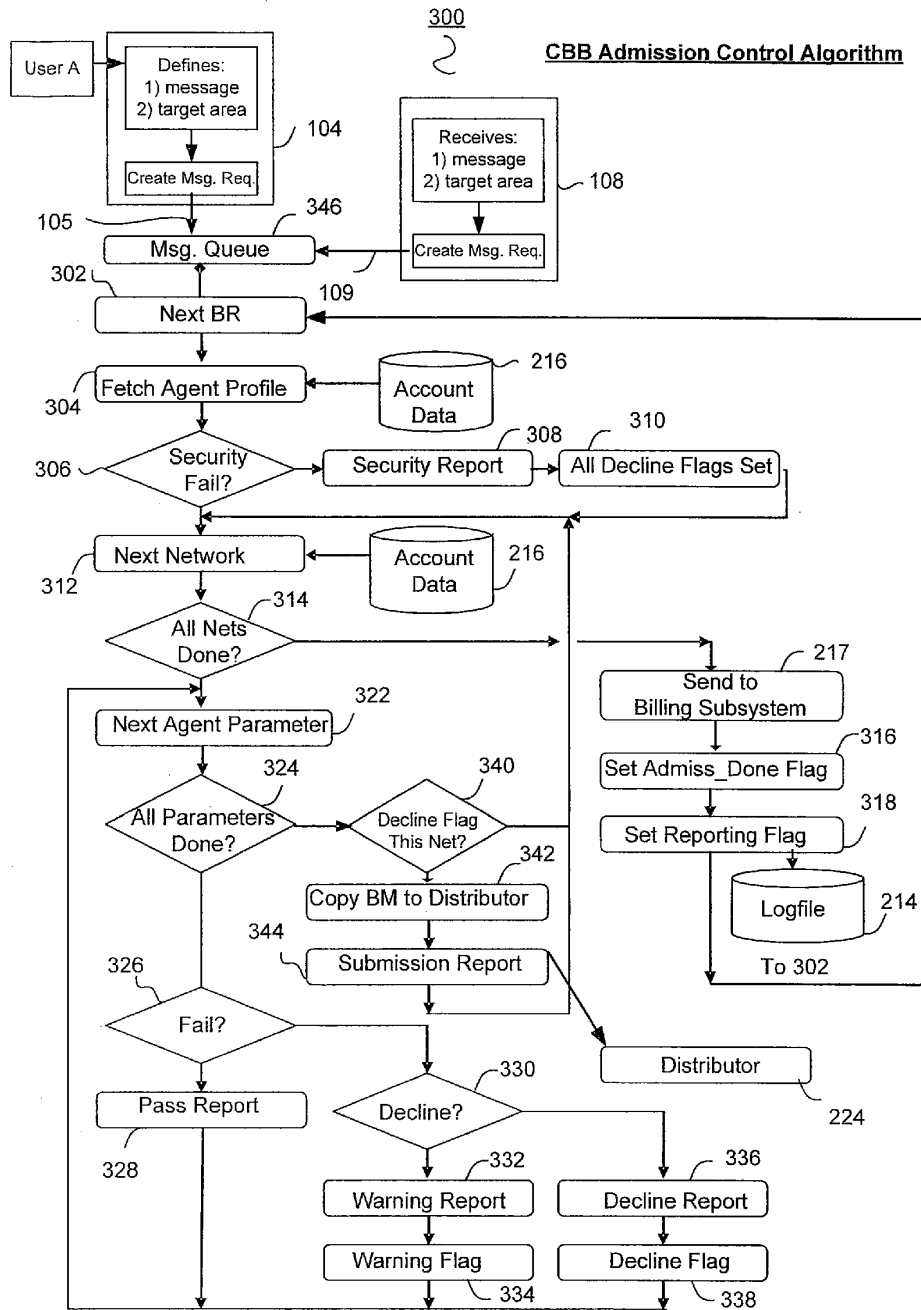 300
CBB Admission Control Algorithm
User A
Defines:
1) message
2) target area
Create Msg. Req.
104
Receives:
1) message
2) target area
Create Msg. Req.
108
105
346
Msg. Queue
109
302
Next BR
304
Fetch Agent Profile
Account
Data
216
306
Security
Fail?
308
Security Report
310
All Decline Flags Set
312
Next Network
Account
Data
216
314
All Nets
Done?
217
Send to
Billing Subsystem
322
Next Agent Parameter
316
Set Admiss_Done Flag
324
All Parameters
Done?
340
Decline Flag
This Net?
318
Set Reporting Flag
342
Copy BM to Distributor
Logfile
214
344
Submission Report
To 302
326
Fail?
Distributor
224
330
Decline?
Pass Report
328
332
Warning Report
336
Decline Report
Warning Flag
334
Decline Flag
338